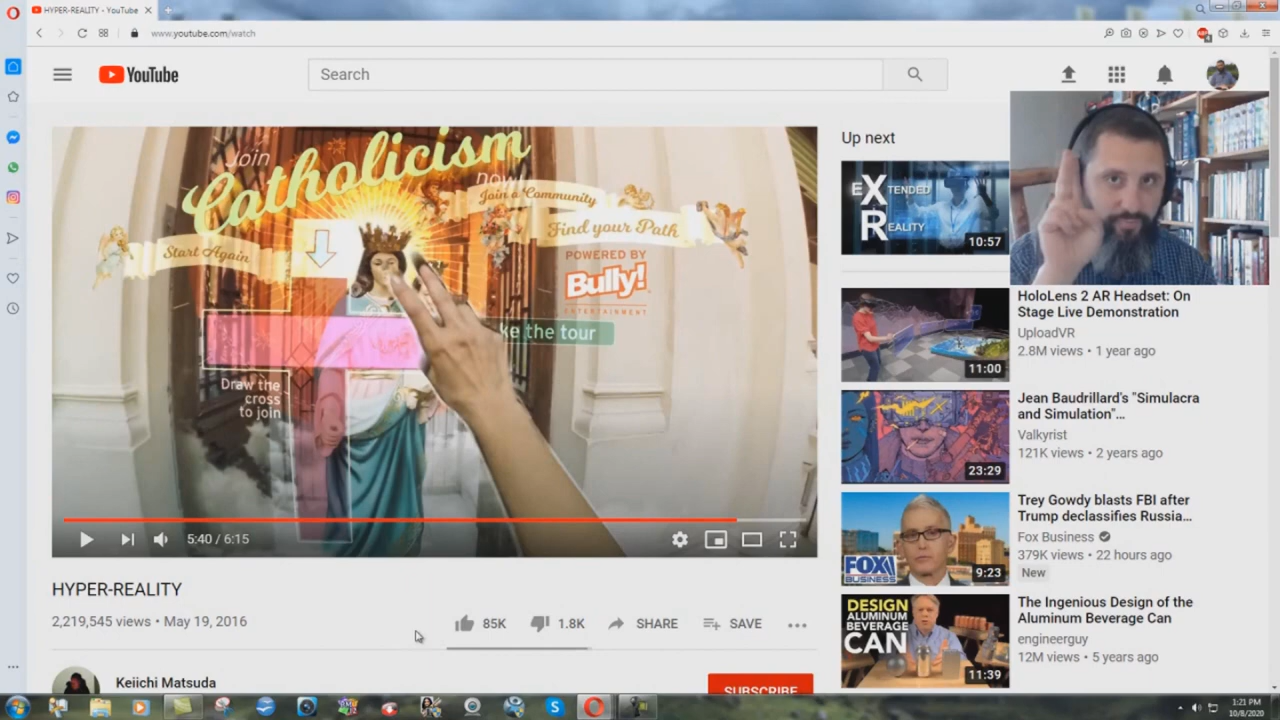 HYPER-REALITY - YouTube
www.youtube.com/watch
YouTube
Search
Join
Catholicism
now!
Join a Community
Find your Path
Start Again
POWERED BY
Bully!
ENTERTAINMENT
ke the tour
Draw the
cross
to join
5:40 / 6:15
HYPER-REALITY
2,219,545 views • May 19, 2016
85K
1.8K
SHARE
SAVE
Keiichi Matsuda
SUBSCRIBE
Up next
EXTENDED
REALITY
10:57
HoloLens 2 AR Headset: On
Stage Live Demonstration
UploadVR
2.8M views • 1 year ago
11:00
Jean Baudrillard's "Simulacra
and Simulation"...
Valkyrist
121K views • 2 years ago
23:29
Trey Gowdy blasts FBI after
Trump declassifies Russia...
Fox Business
379K views • 22 hours ago
New
FOX
BUSINESS
9:23
The Ingenious Design of the
Aluminum Beverage Can
engineerguy
12M views • 5 years ago
DESIGN
ALUMINUM
BEVERAGE
CAN
11:39
1:21 PM
10/8/2020